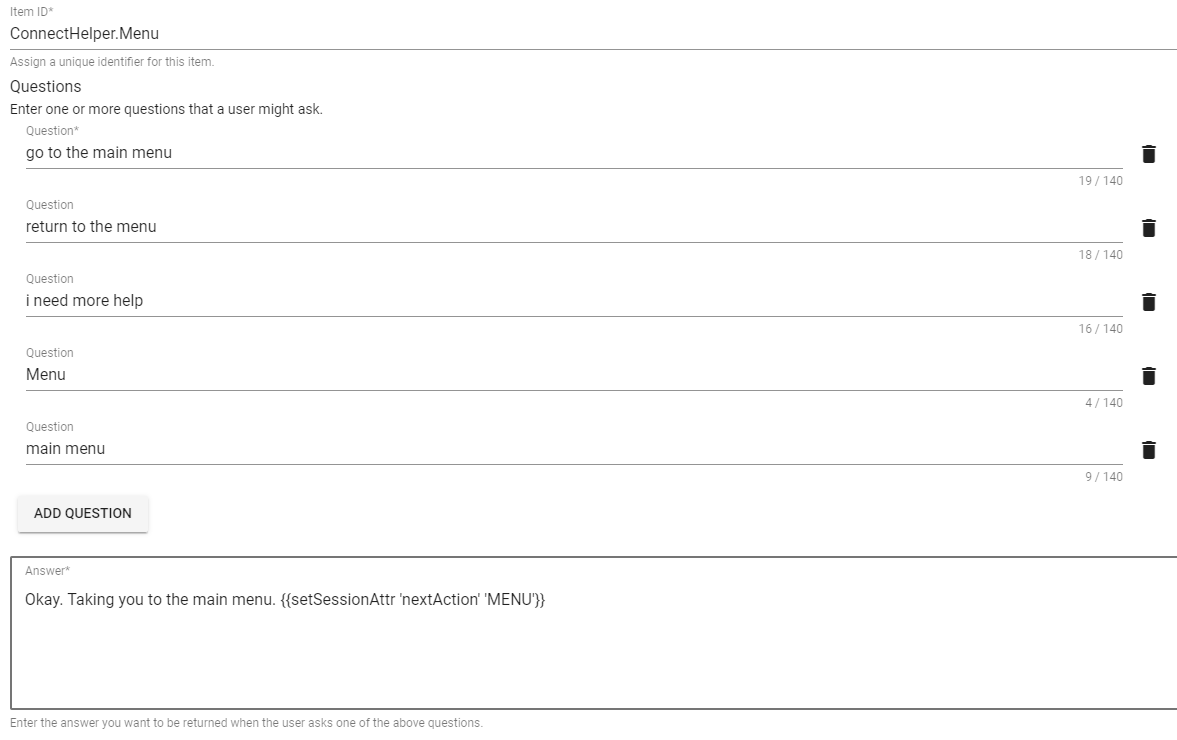 Item ID*
ConnectHelper.Menu
Assign a unique identifier for this item.
Questions
Enter one or more questions that a user might ask.
Question*
go to the main menu
19 / 140
Question
return to the menu
18 / 140
Question
i need more help
16 / 140
Question
Menu
4 / 140
Question
main menu
9 / 140
ADD QUESTION
Answer*
Okay. Taking you to the main menu. {{setSessionAttr 'nextAction' 'MENU'}}
Enter the answer you want to be returned when the user asks one of the above questions.